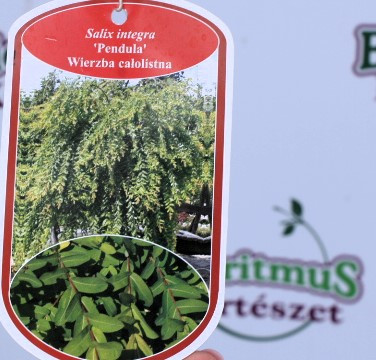 Salix integra
'Pendula'
Wierzba całolistna
ritmus
rtészet